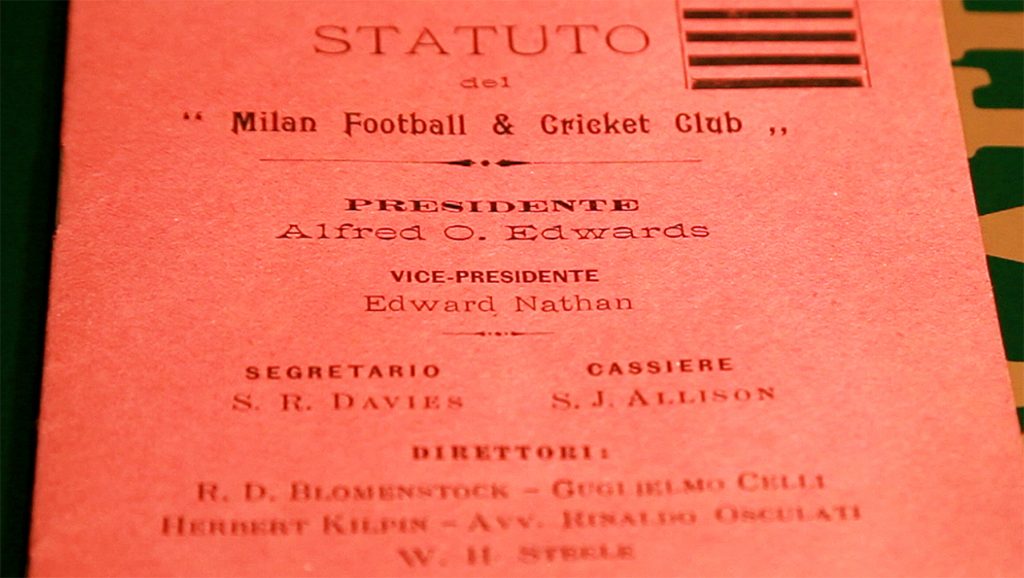 STATUTO
del
“ Milan Football & Cricket Club „
PRESIDENTE
Alfred O. Edwards
VICE-PRESIDENTE
Edward Nathan
SEGRETARIO CASSIERE
S. R. DAVIES S. J. ALLISON
DIRETTORI:
R. D. BLOMENSTOCK – GUGLIELMO CELLI
HERBERT KILPIN – AVV. RINALDO OSCULATI
W. H. STEELE